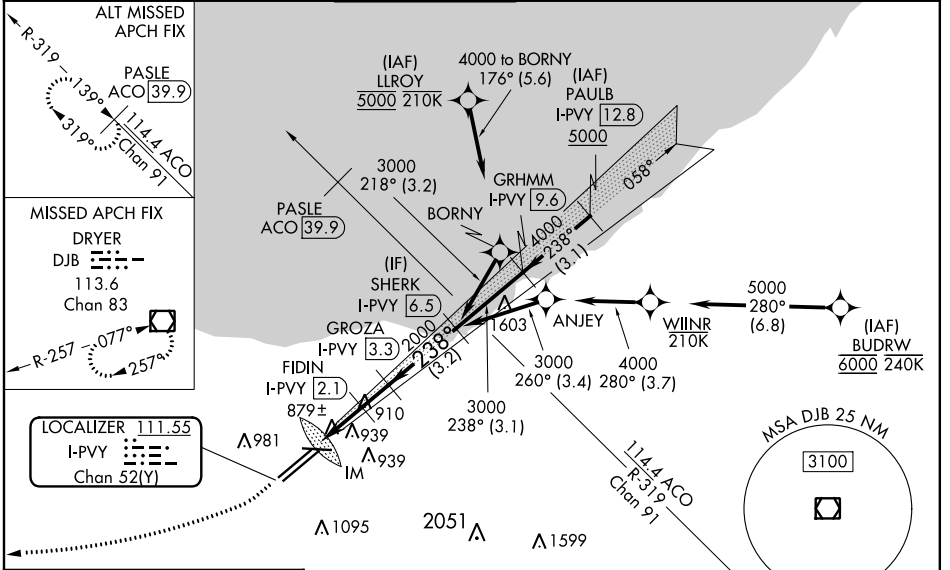 ALT MISSED
APCH FIX
R-319
139°
319°
PASLE
ACO 39.9
114.4 ACO
Chan 91
MISSED APCH FIX
DRYER
DJB
113.6
Chan 83
R-257
077°
257°
LOCALIZER 111.55
I-PVY
Chan 52(Y)
(IAF)
LLROY
5000 210K
4000 to BORNY
176° (5.6)
(IAF)
PAULB
I-PVY 12.8
5000
058°
3000
218° (3.2)
GRHMM
I-PVY 9.6
BORNY
4000
238°
(3.1)
PASLE
ACO 39.9
(IF)
SHERK
I-PVY 6.5
GROZA
I-PVY 3.3
2000
238°
(3.2)
FIDIN
I-PVY 2.1
1603
ANJEY
WIINR
210K
5000
280°
(6.8)
(IAF)
BUDRW
6000 240K
3000
260° (3.4)
4000
280° (3.7)
3000
238° (3.1)
879±
910
939
939
981
IM
1095
2051
1599
114.4 ACO
R-319
Chan 91
MSA DJB 25 NM
3100